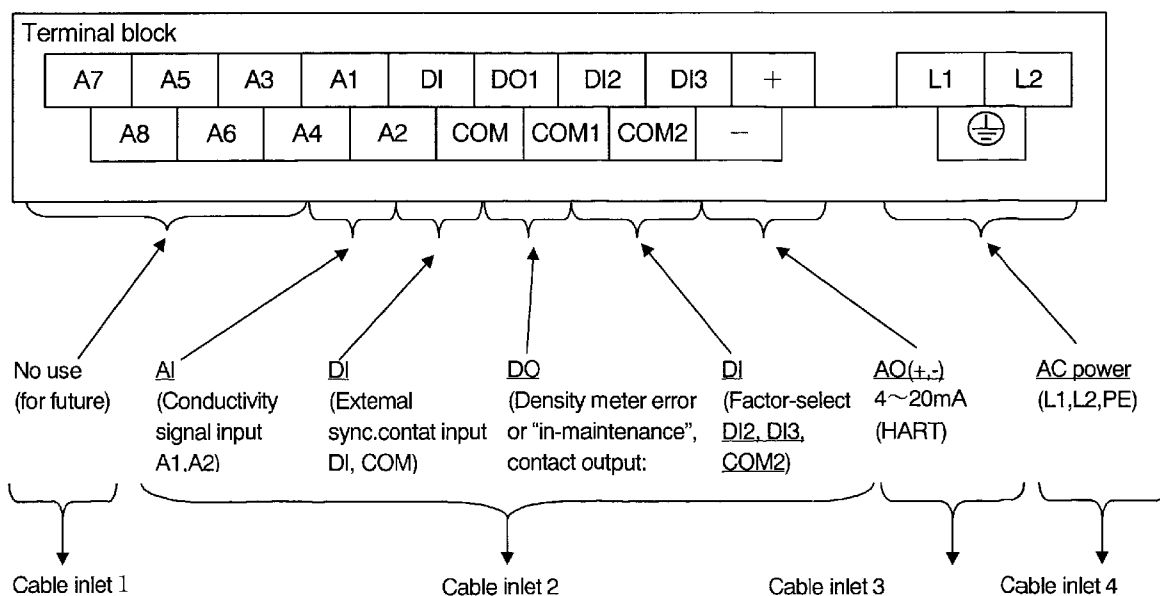 Terminal block
A7 A5 A3 A1 DI DO1 DI2 DI3 + L1 L2
A8 A6 A4 A2 COM COM1 COM2 −
No use
(for future)
AI
(Conductivity
signal input
A1,A2)
DI
(External
sync.contat input
DI, COM)
DO
(Density meter error
or “in-maintenance”,
contact output:
DI
(Factor-select
DI2, DI3,
COM2)
AO(+,-)
4～20mA
(HART)
AC power
(L1,L2,PE)
Cable inlet 1
Cable inlet 2
Cable inlet 3
Cable inlet 4